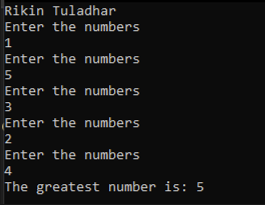 Rikin Tuladhar
Enter the numbers
1
Enter the numbers
5
Enter the numbers
3
Enter the numbers
2
Enter the numbers
4
The greatest number is: 5